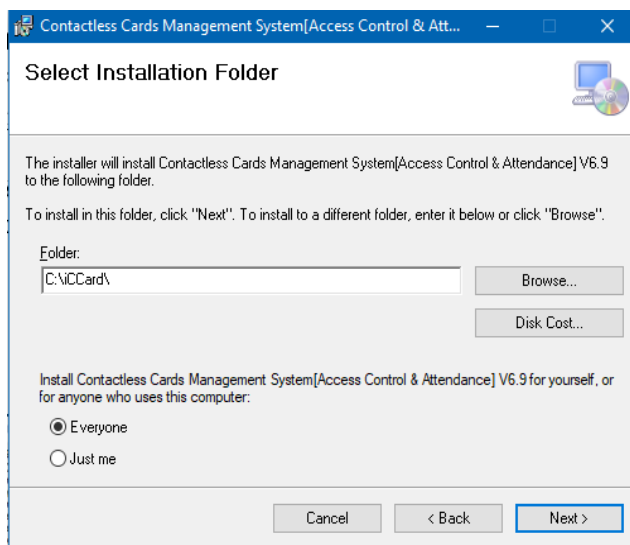 Contactless Cards Management System[Access Control & Att...
Select Installation Folder
The installer will install Contactless Cards Management System[Access Control & Attendance] V6.9
to the following folder.
To install in this folder, click "Next". To install to a different folder, enter it below or click "Browse".
Folder:
C:\iCCard\
Browse...
Disk Cost...
Install Contactless Cards Management System[Access Control & Attendance] V6.9 for yourself, or
for anyone who uses this computer:
Everyone
Just me
Cancel
< Back
Next >